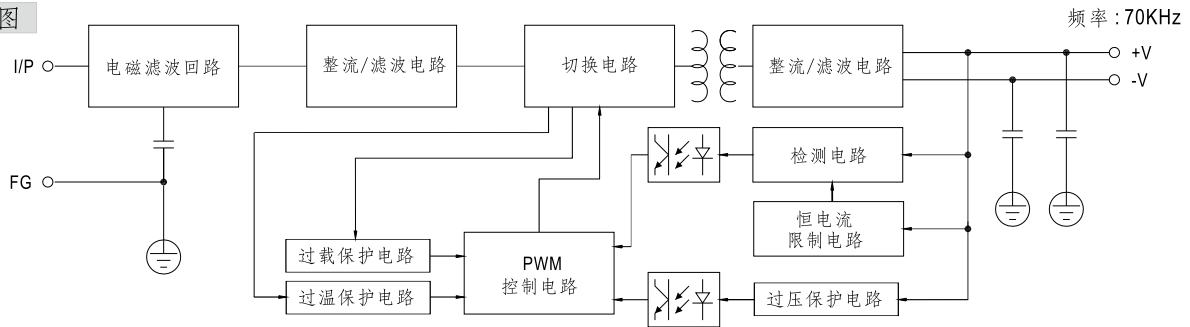 图
频率 : 70KHz
I/P
电磁滤波回路
整流/滤波电路
切换电路
整流/滤波电路
+V
-V
检测电路
FG
恒电流
限制电路
过载保护电路
PWM
控制电路
过温保护电路
过压保护电路